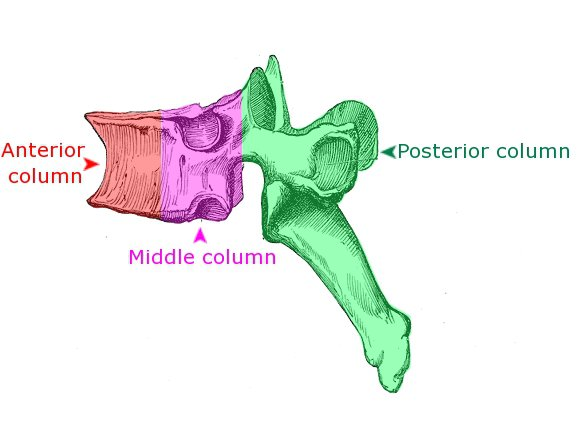 Anterior
column
Posterior column
Middle column